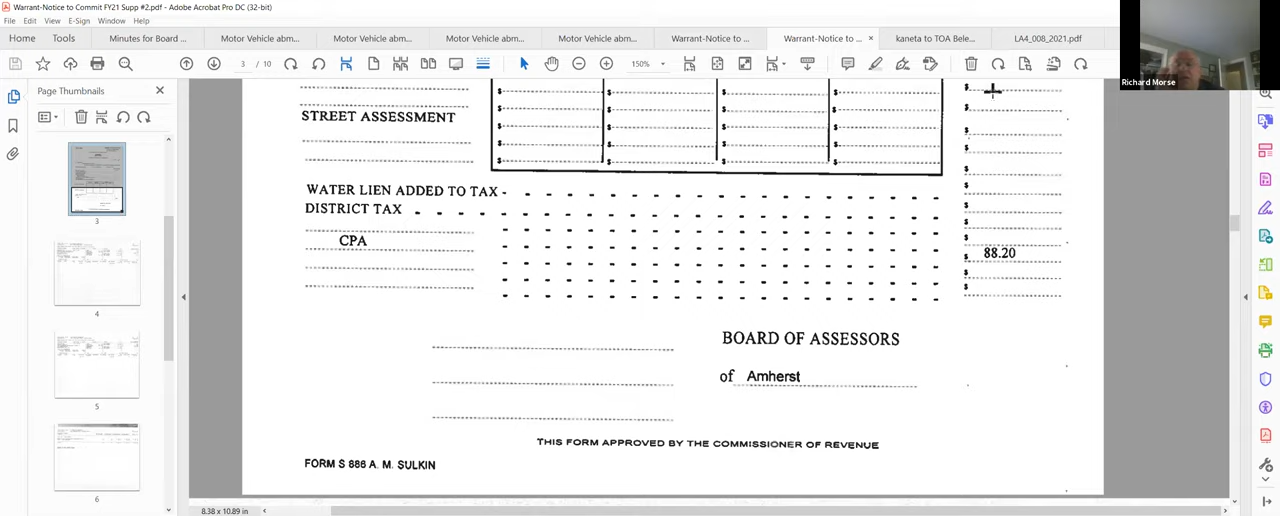 Warrant-Notice to Commit FY21 Supp #2.pdf - Adobe Acrobat Pro DC (32-bit)
File Edit View E-Sign Window Help
Home Tools Minutes for Board ... Motor Vehicle abm... Motor Vehicle abm... Motor Vehicle abm... Motor Vehicle abm... Warrant-Notice to ... Warrant-Notice to ... × kaneta to TOA Bele... LA4_008_2021.pdf
3 / 10 150%
Richard Morse
Page Thumbnails
3
4
5
6
$ $ $ $ $
STREET ASSESSMENT
WATER LIEN ADDED TO TAX
DISTRICT TAX
CPA
$ 88.20
BOARD OF ASSESSORS
of Amherst
THIS FORM APPROVED BY THE COMMISSIONER OF REVENUE
FORM S 886 A. M. SULKIN
8.38 x 10.89 in